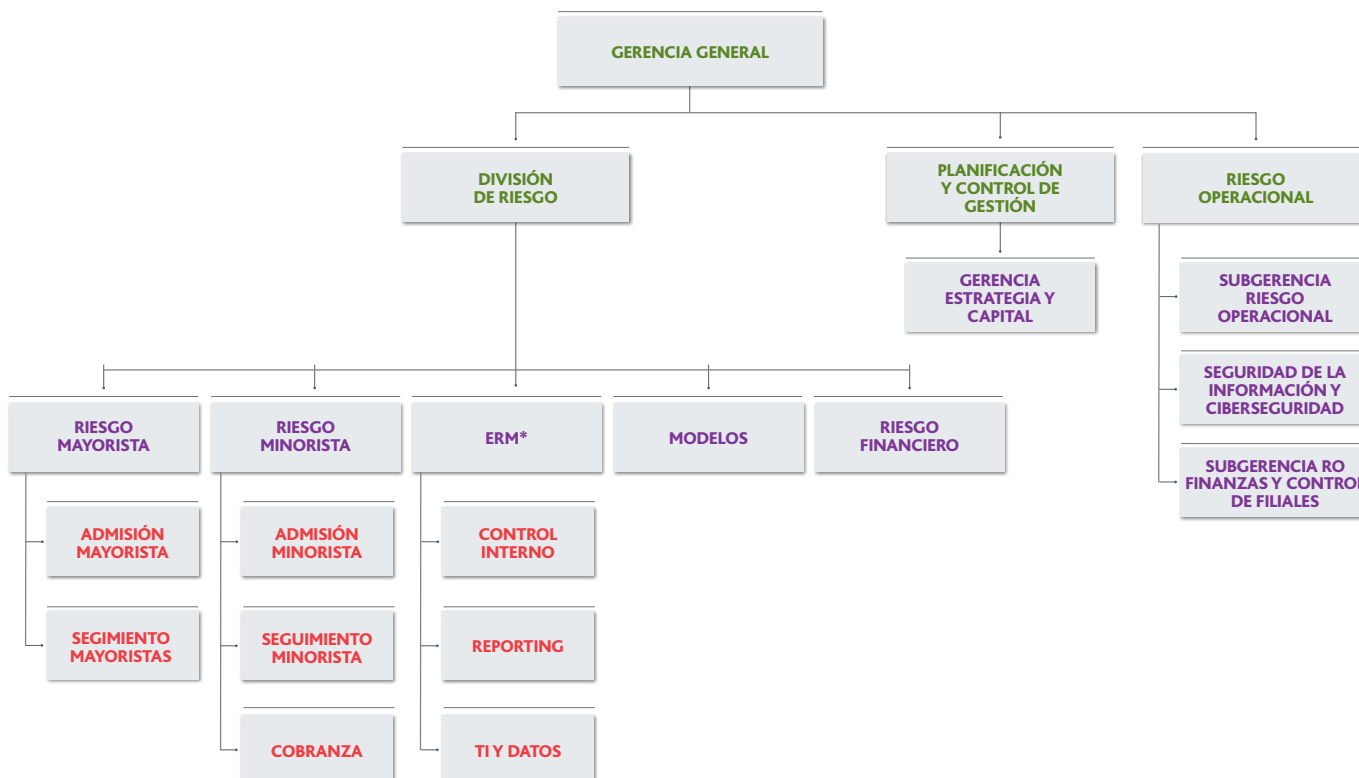 GERENCIA GENERAL
DIVISIÓN
DE RIESGO
PLANIFICACIÓN
Y CONTROL DE
GESTIÓN
RIESGO
OPERACIONAL
GERENCIA
ESTRATEGIA Y
CAPITAL
SUBGERENCIA
RIESGO
OPERACIONAL
SEGURIDAD DE LA
INFORMACIÓN Y
CIBERSEGURIDAD
SUBGERENCIA RO
FINANZAS Y CONTROL
DE FILIALES
RIESGO
MAYORISTA
RIESGO
MINORISTA
ERM*
MODELOS
RIESGO
FINANCIERO
ADMISIÓN
MAYORISTA
ADMISIÓN
MINORISTA
CONTROL
INTERNO
SEGIMIENTO
MAYORISTAS
SEGUIMIENTO
MINORISTA
REPORTING
COBRANZA
TI Y DATOS